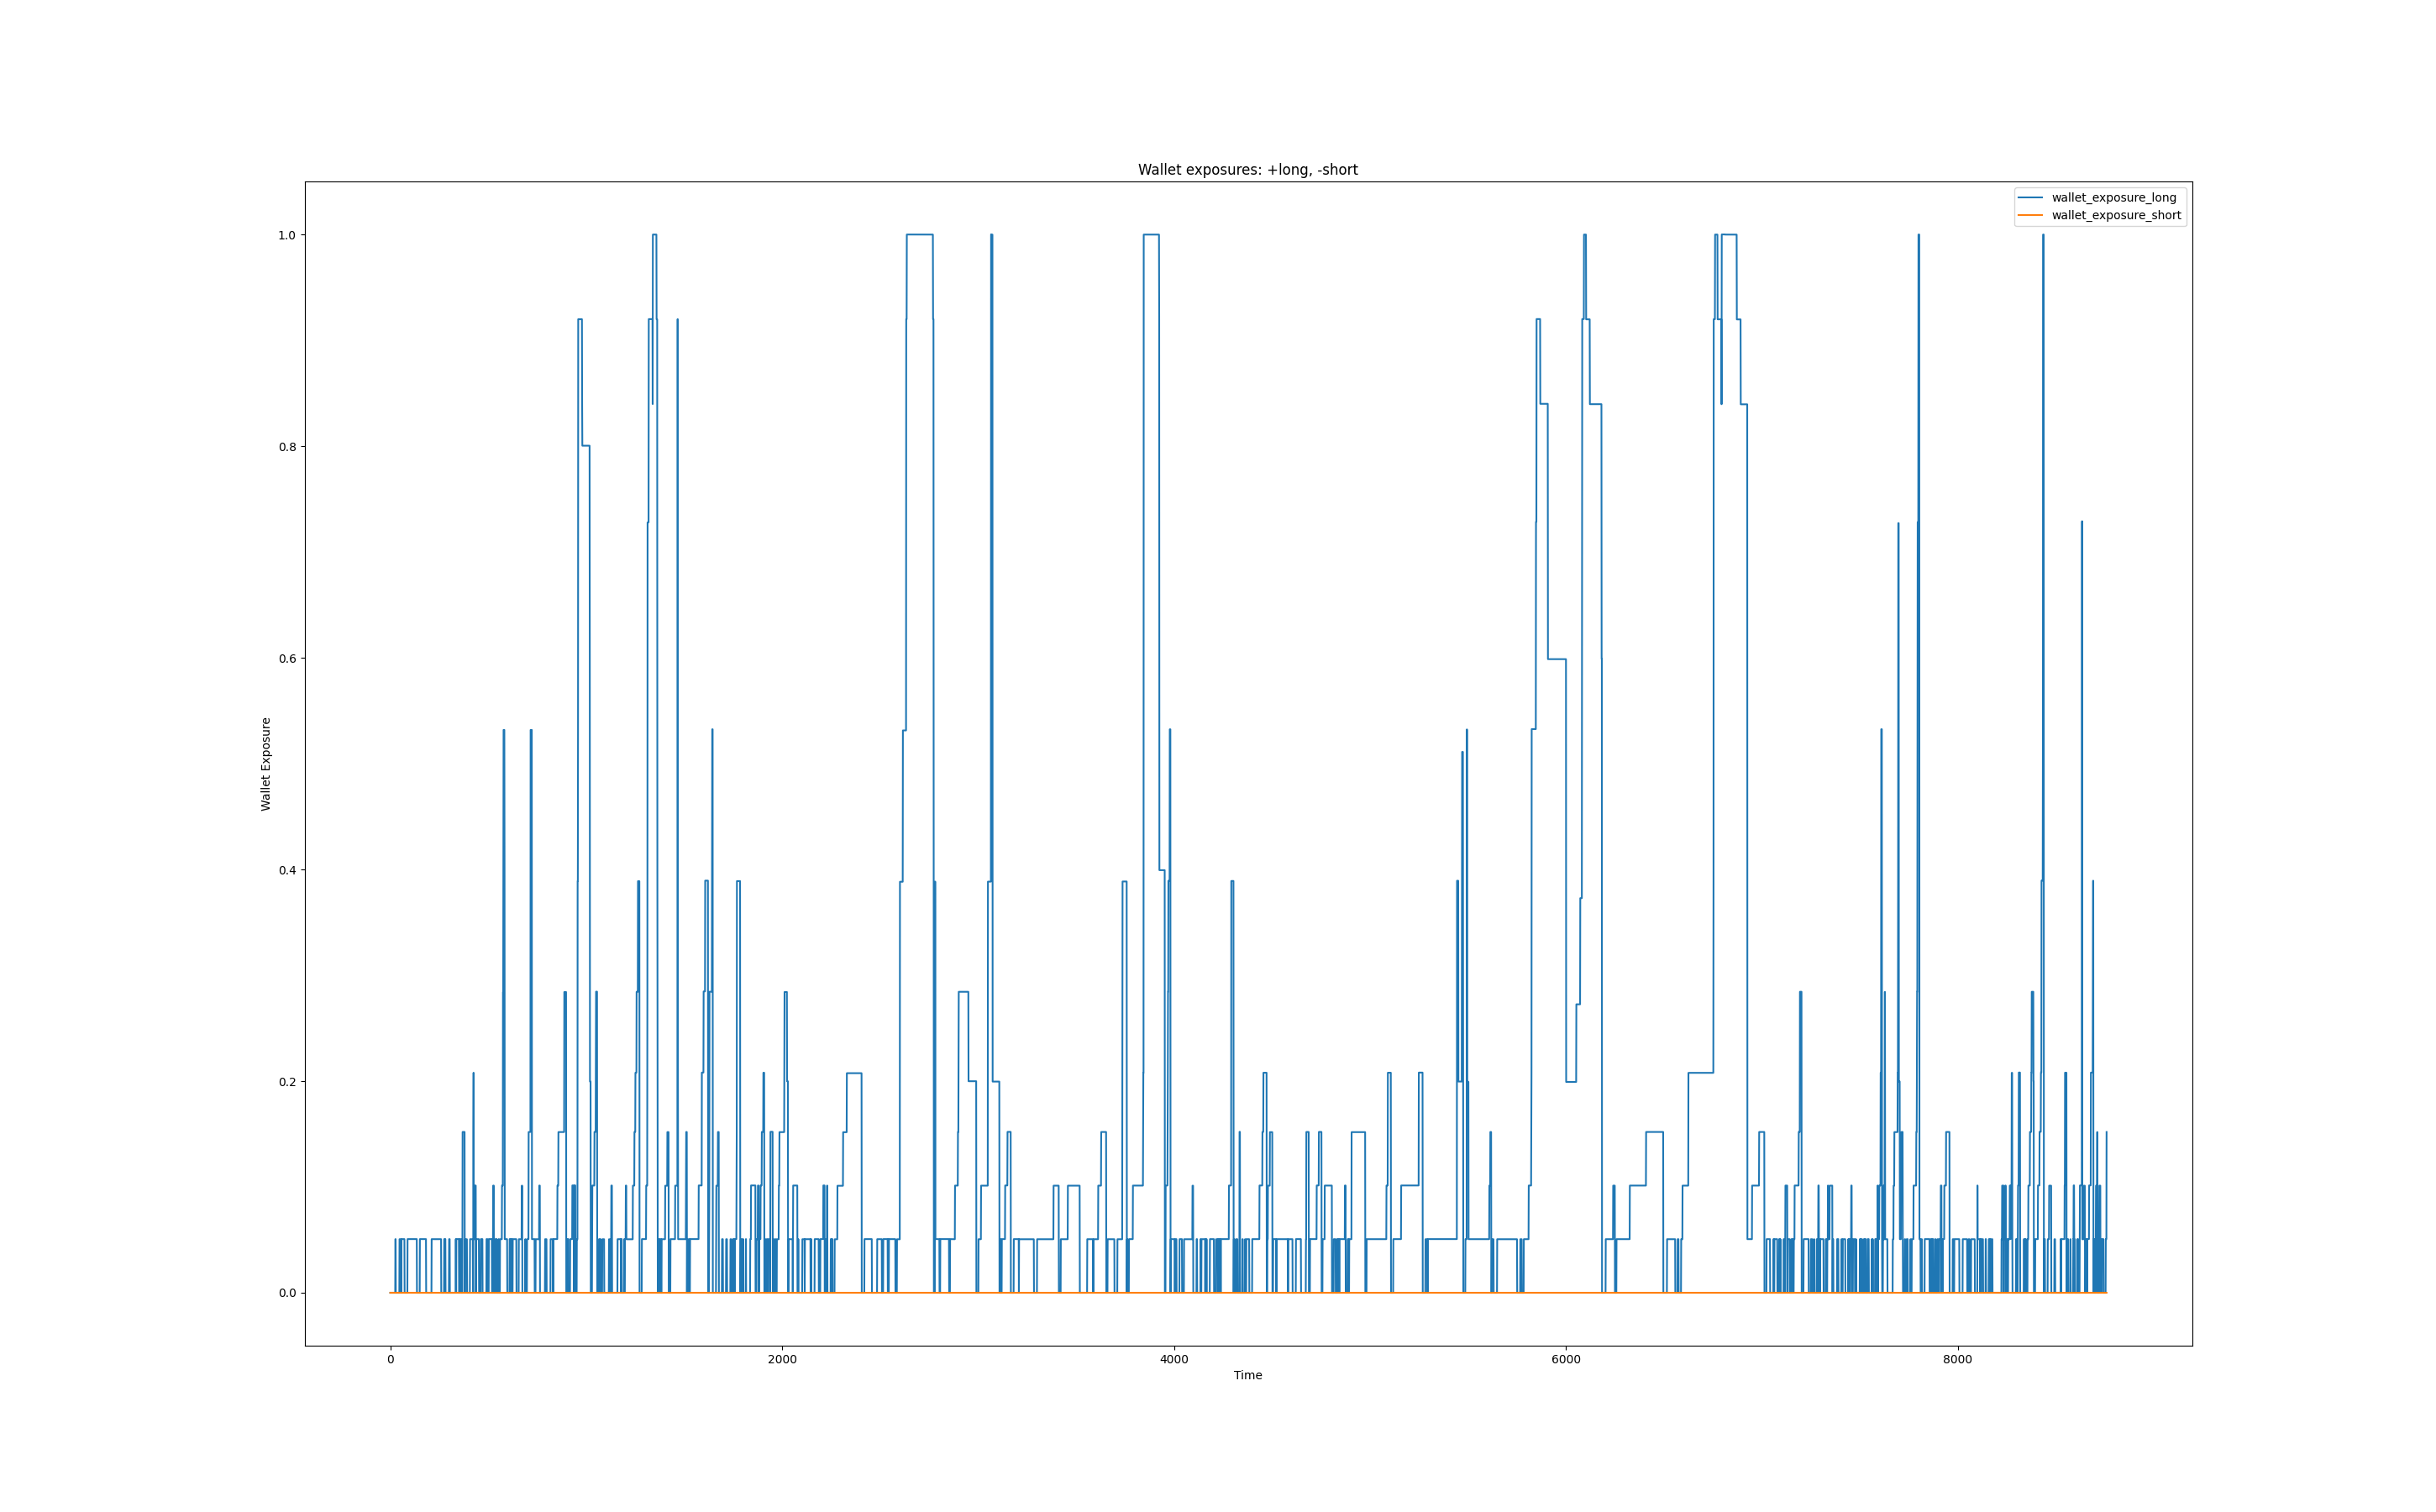 Wallet exposures: +long, -short
wallet_exposure_long
wallet_exposure_short
1.0
0.8
0.6
0.4
0.2
0.0
Wallet Exposure
0 2000 4000 6000 8000
Time